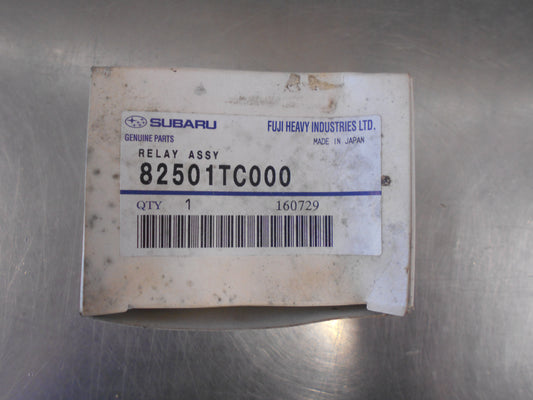 SUBARU FUJI HEAVY INDUSTRIES LTD.
GENUINE PARTS MADE IN JAPAN
RELAY ASSY
82501TC000
QTY 1 160729